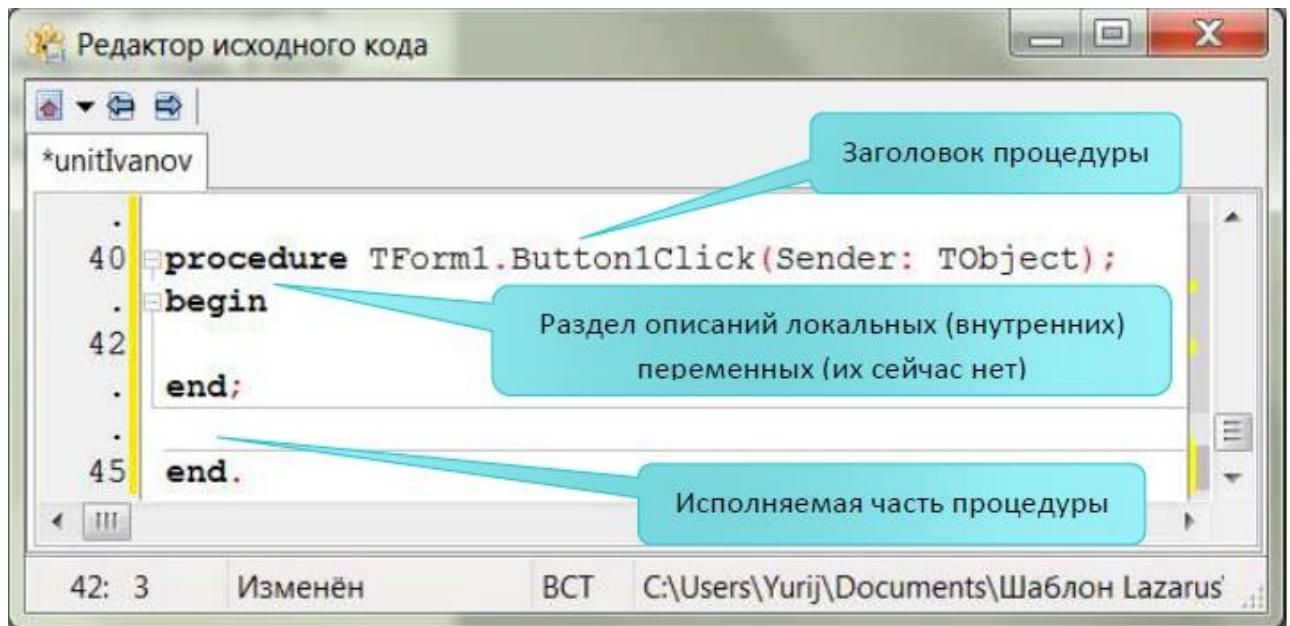 Редактор исходного кода
*unitIvanov
Заголовок процедуры
.
40 procedure TForm1.Button1Click(Sender: TObject);
. begin
Раздел описаний локальных (внутренних)
переменных (их сейчас нет)
42
. end;
.
45 end.
Исполняемая часть процедуры
42: 3 Изменён ВСТ C:\Users\Yurij\Documents\Шаблон Lazarus\